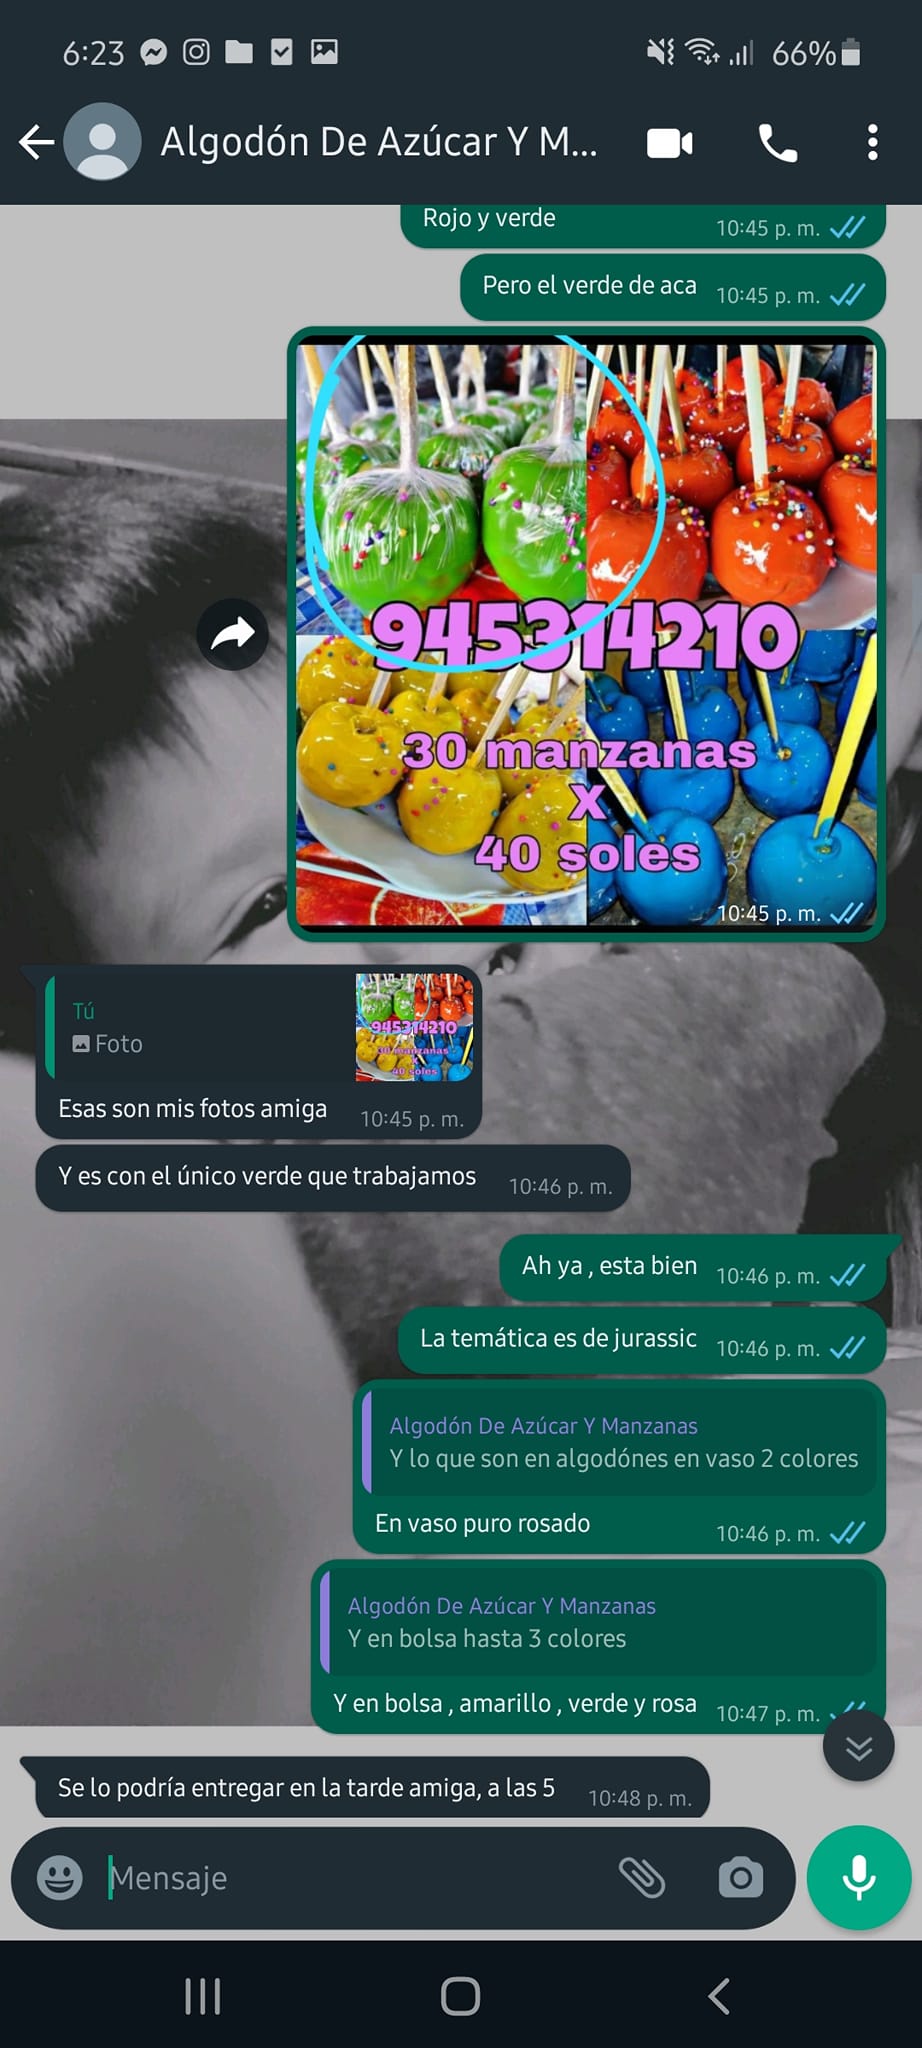 6:23
66%
Algodón De Azúcar Y M...
Rojo y verde
10:45 p. m.
Pero el verde de aca
10:45 p. m.
945314210
30 manzanas
X
40 soles
10:45 p. m.
Tú
Foto
945314210
30 manzanas
X
40 soles
Esas son mis fotos amiga
10:45 p. m.
Y es con el único verde que trabajamos
10:46 p. m.
Ah ya , esta bien
10:46 p. m.
La temática es de jurassic
10:46 p. m.
Algodón De Azúcar Y Manzanas
Y lo que son en algodónes en vaso 2 colores
En vaso puro rosado
10:46 p. m.
Algodón De Azúcar Y Manzanas
Y en bolsa hasta 3 colores
Y en bolsa , amarillo , verde y rosa
10:47 p. m.
Se lo podría entregar en la tarde amiga, a las 5
10:48 p. m.
Mensaje